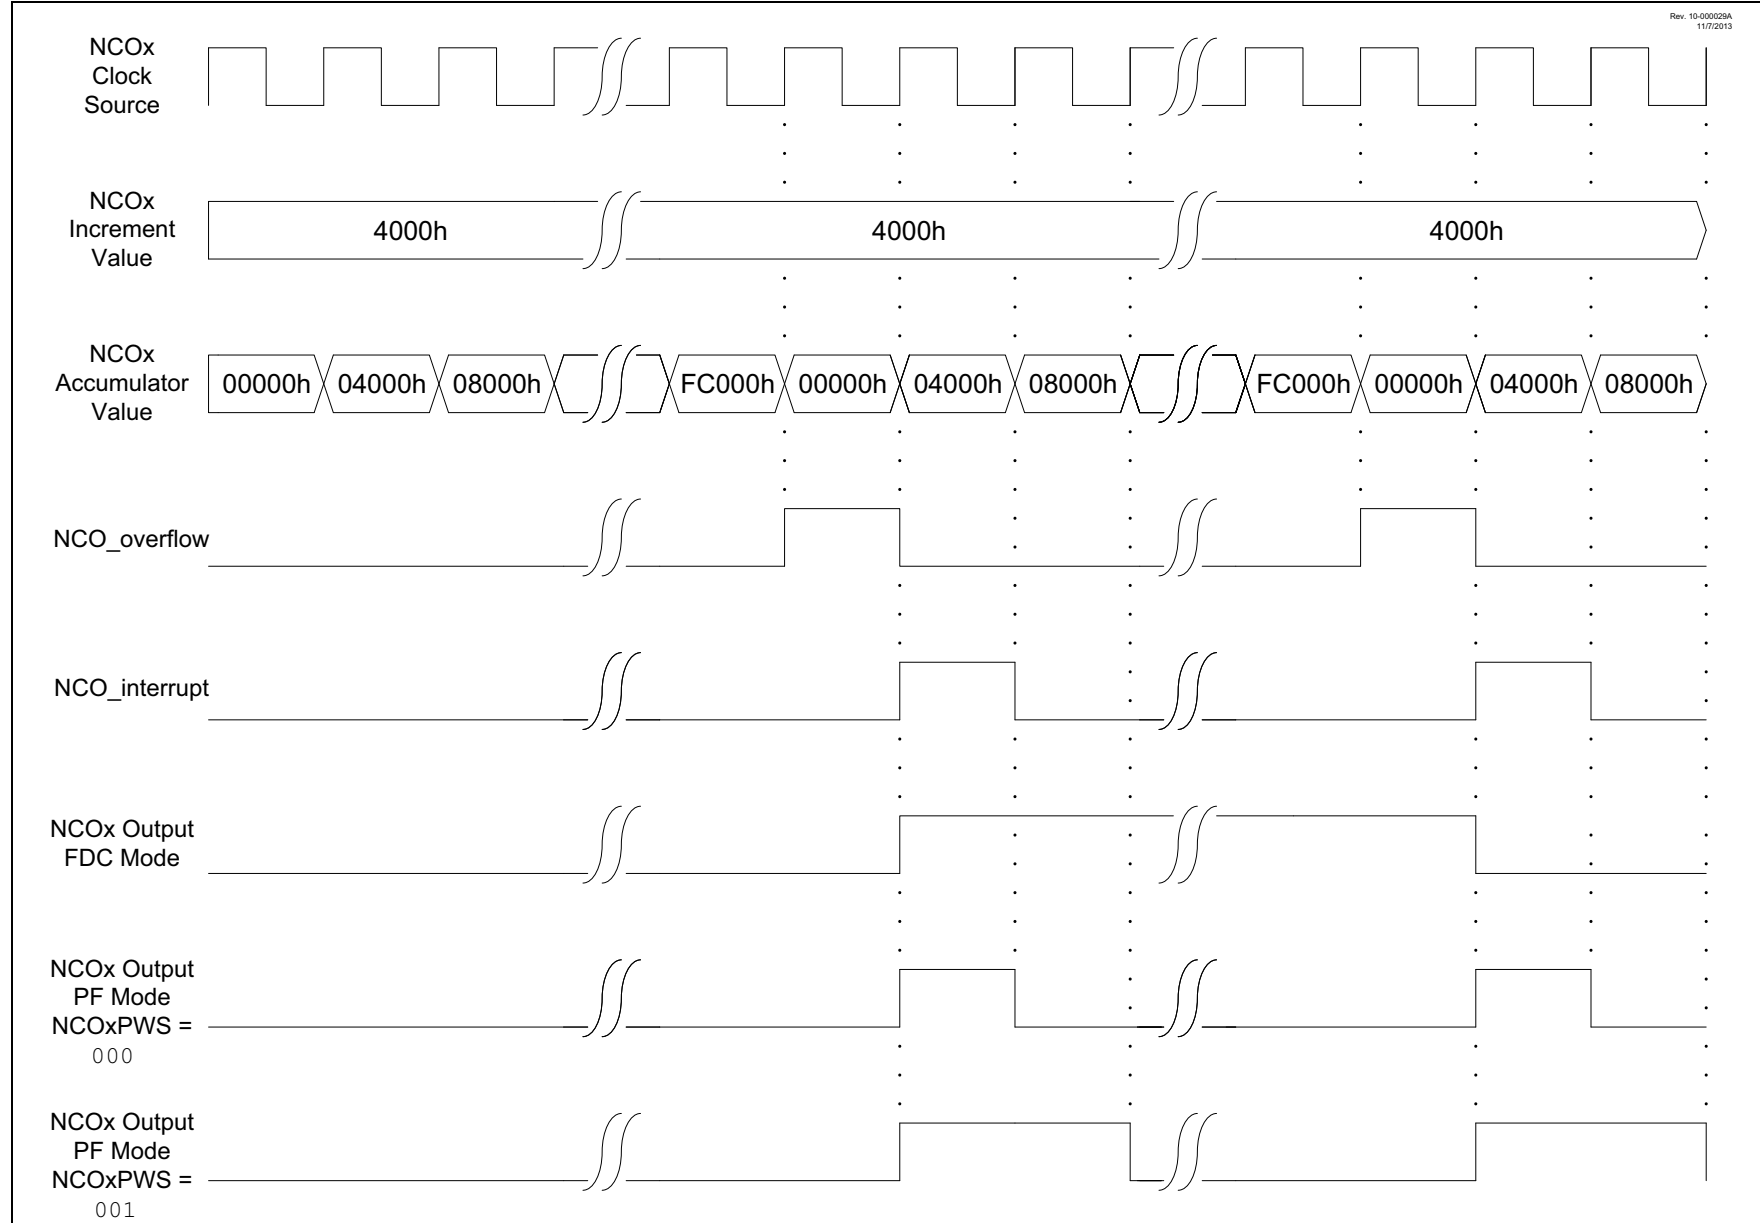 Rev. 10-000029A
11/7/2013
NCOx
Clock
Source
NCOx
Increment
Value
4000h
4000h
4000h
NCOx
Accumulator
Value
00000h
04000h
08000h
FC000h
00000h
04000h
08000h
FC000h
00000h
04000h
08000h
NCO_overflow
NCO_interrupt
NCOx Output
FDC Mode
NCOx Output
PF Mode
NCOxPWS =
000
NCOx Output
PF Mode
NCOxPWS =
001